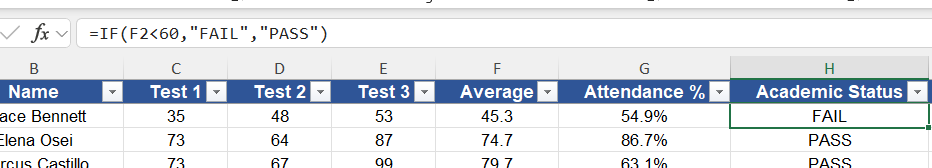 fx =IF(F2<60,"FAIL","PASS")
B C D E F G H
Name Test 1 Test 2 Test 3 Average Attendance % Academic Status
ace Bennett 35 48 53 45.3 54.9% FAIL
Elena Osei 73 64 87 74.7 86.7% PASS
rcus Castillo 73 67 99 79.7 63.1% PASS